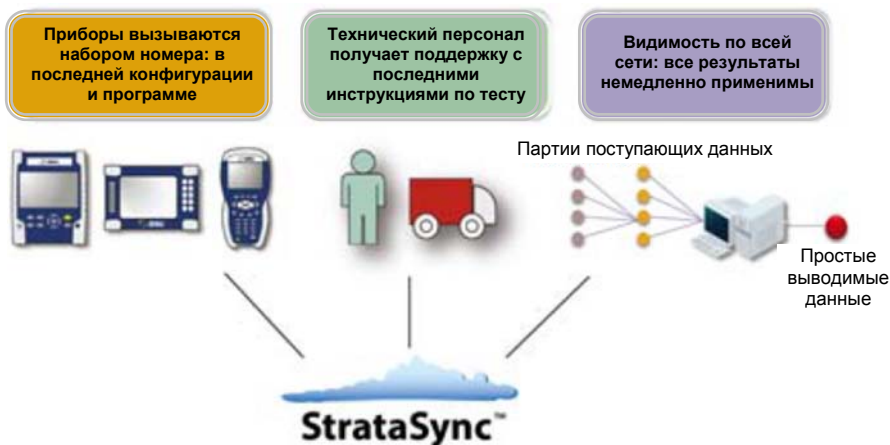 Приборы вызываются
набором номера: в
последней конфигурации
и программе
Технический персонал
получает поддержку с
последними
инструкциями по тесту
Видимость по всей
сети: все результаты
немедленно применимы
Партии поступающих данных
Простые
выводимые
данные
StrataSync™